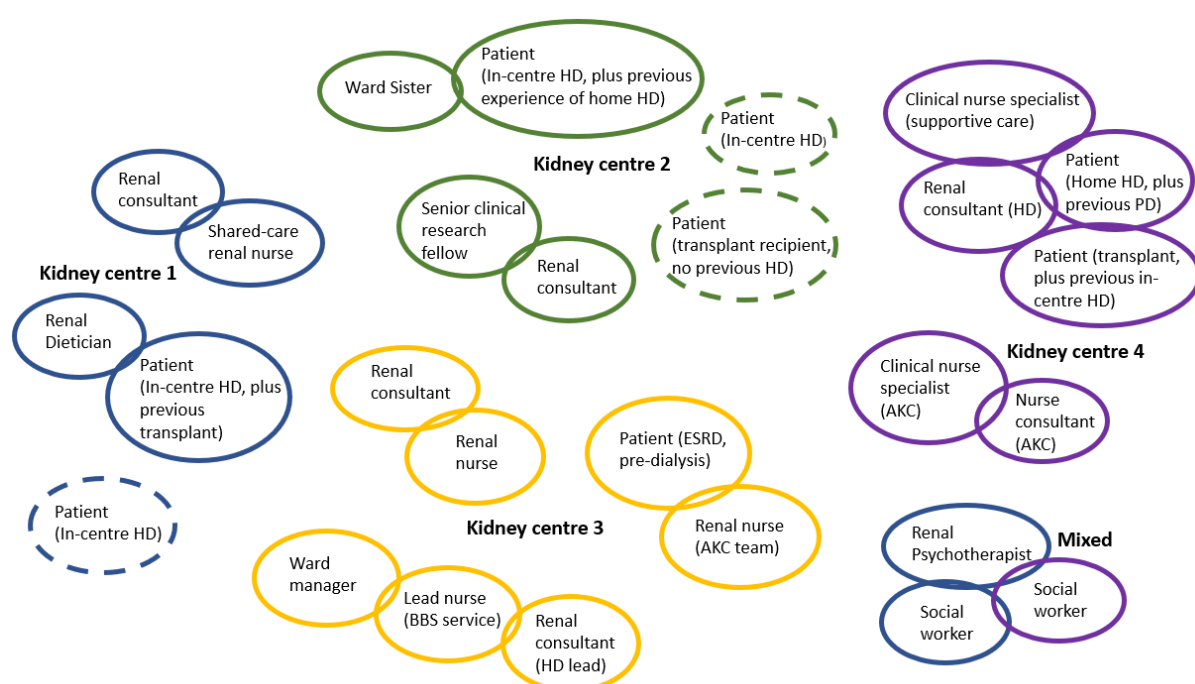 Ward Sister
Patient
(In-centre HD, plus previous
experience of home HD)
Patient
(In-centre HD)
Kidney centre 2
Senior clinical
research
fellow
Renal
consultant
Patient
(transplant recipient,
no previous HD)
Renal
consultant
Shared-care
renal nurse
Kidney centre 1
Renal
Dietician
Patient
(In-centre HD, plus
previous
transplant)
Patient
(In-centre HD)
Clinical nurse specialist
(supportive care)
Patient
(Home HD, plus
previous PD)
Renal
consultant (HD)
Patient (transplant,
plus previous in-
centre HD)
Kidney centre 4
Clinical nurse
specialist
(AKC)
Nurse
consultant
(AKC)
Renal
consultant
Renal
nurse
Patient (ESRD,
pre-dialysis)
Renal nurse
(AKC team)
Kidney centre 3
Ward
manager
Lead nurse
(BBS service)
Renal
consultant
(HD lead)
Mixed
Renal
Psychotherapist
Social
worker
Social
worker